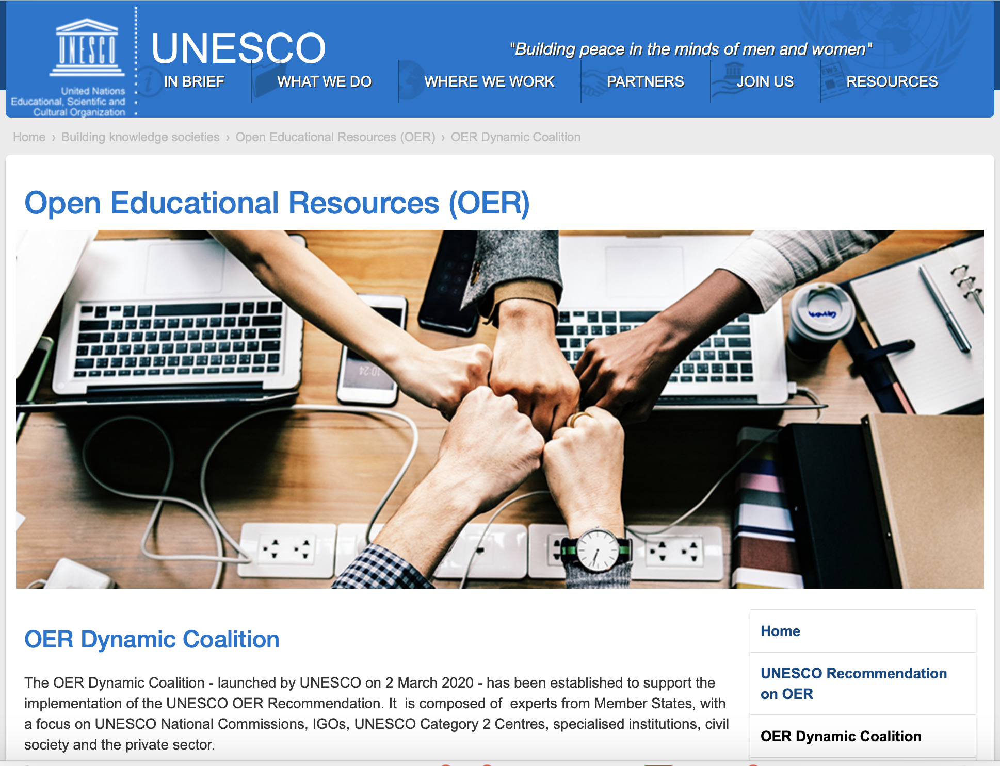 UNESCO
United Nations
Educational, Scientific and
Cultural Organization
UNESCO
"Building peace in the minds of men and women"
IN BRIEF WHAT WE DO WHERE WE WORK PARTNERS JOIN US RESOURCES
Home › Building knowledge societies › Open Educational Resources (OER) › OER Dynamic Coalition
Open Educational Resources (OER)
10:24
OER Dynamic Coalition
The OER Dynamic Coalition - launched by UNESCO on 2 March 2020 - has been established to support the
implementation of the UNESCO OER Recommendation. It is composed of experts from Member States, with
a focus on UNESCO National Commissions, IGOs, UNESCO Category 2 Centres, specialised institutions, civil
society and the private sector.
Home
UNESCO Recommendation
on OER
OER Dynamic Coalition